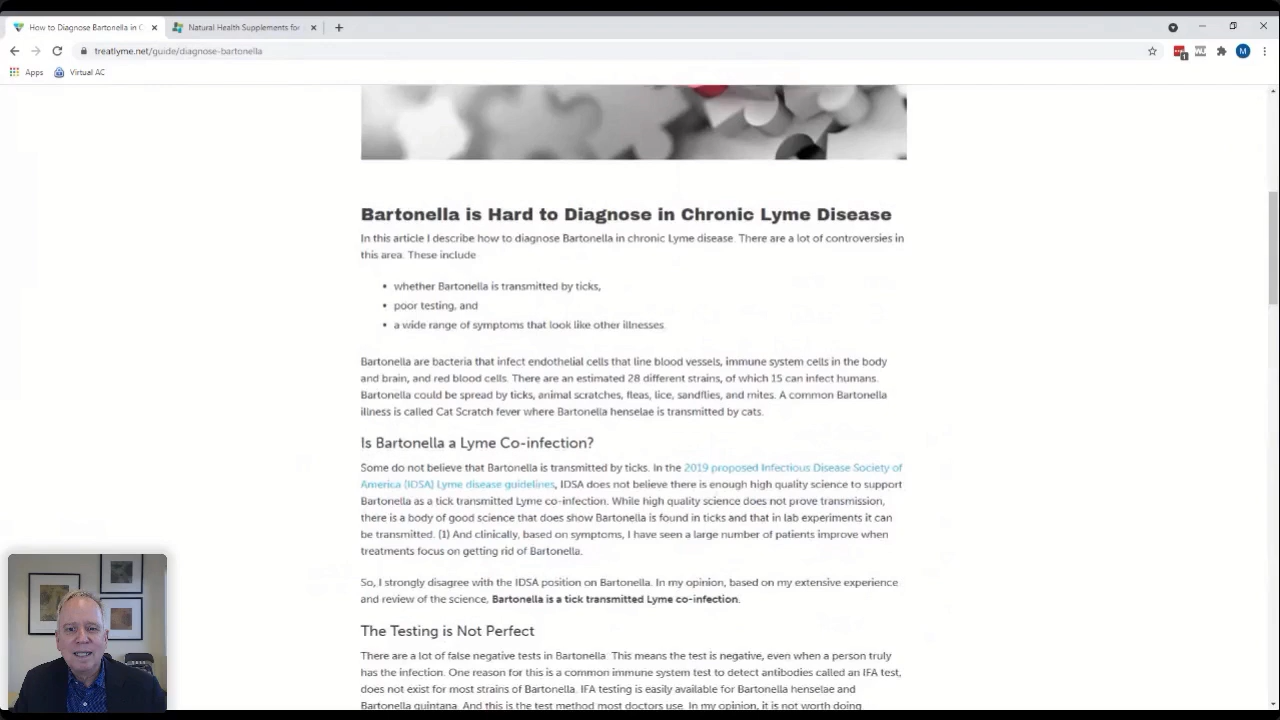 How to Diagnose Bartonella in C
Natural Health Supplements for
treatlyme.net/guide/diagnose-bartonella
M
Apps
Virtual AC
Bartonella is Hard to Diagnose in Chronic Lyme Disease
In this article I describe how to diagnose Bartonella in chronic Lyme disease. There are a lot of controversies in
this area. These include
• whether Bartonella is transmitted by ticks,
• poor testing, and
• a wide range of symptoms that look like other illnesses.
Bartonella are bacteria that infect endothelial cells that line blood vessels, immune system cells in the body
and brain, and red blood cells. There are an estimated 28 different strains, of which 15 can infect humans.
Bartonella could be spread by ticks, animal scratches, fleas, lice, sandflies, and mites. A common Bartonella
illness is called Cat Scratch fever where Bartonella henselae is transmitted by cats.
Is Bartonella a Lyme Co-infection?
Some do not believe that Bartonella is transmitted by ticks. In the 2019 proposed Infectious Disease Society of
America (IDSA) Lyme disease guidelines, IDSA does not believe there is enough high quality science to support
Bartonella as a tick transmitted Lyme co-infection. While high quality science does not prove transmission,
there is a body of good science that does show Bartonella is found in ticks and that in lab experiments it can
be transmitted. (1) And clinically, based on symptoms, I have seen a large number of patients improve when
treatments focus on getting rid of Bartonella.
So, I strongly disagree with the IDSA position on Bartonella. In my opinion, based on my extensive experience
and review of the science, Bartonella is a tick transmitted Lyme co-infection.
The Testing is Not Perfect
There are a lot of false negative tests in Bartonella. This means the test is negative, even when a person truly
has the infection. One reason for this is a common immune system test to detect antibodies called an IFA test,
does not exist for most strains of Bartonella. IFA testing is easily available for Bartonella henselae and
Bartonella quintana. And this is the test method most doctors use. In my opinion, it is not worth doing